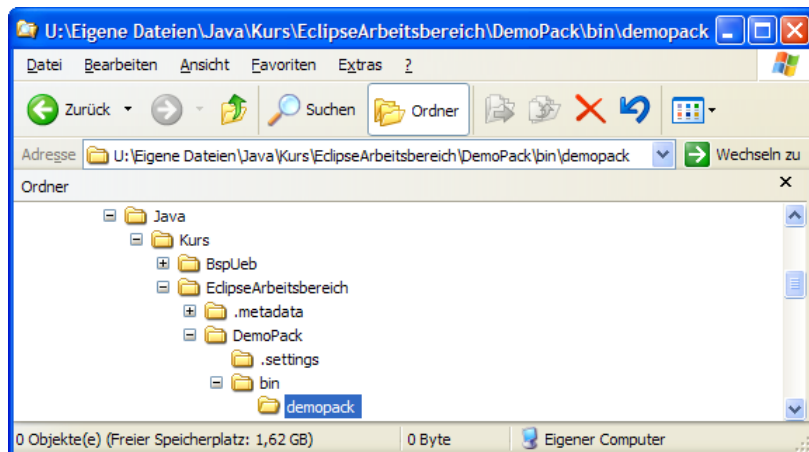 U:\Eigene Dateien\Java\Kurs\EclipseArbeitsbereich\DemoPack\bin\demopack
Datei Bearbeiten Ansicht Favoriten Extras ?
Zurück Suchen Ordner
Adresse U:\Eigene Dateien\Java\Kurs\EclipseArbeitsbereich\DemoPack\bin\demopack Wechseln zu
Ordner
Java
Kurs
BspUeb
EclipseArbeitsbereich
.metadata
DemoPack
.settings
bin
demopack
0 Objekte(e) (Freier Speicherplatz: 1,62 GB) 0 Byte Eigener Computer